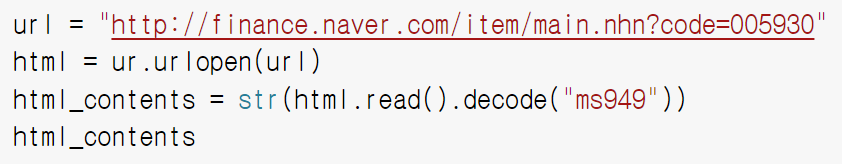 url = "http://finance.naver.com/item/main.nhn?code=005930"
html = ur.urlopen(url)
html_contents = str(html.read().decode("ms949"))
html_contents